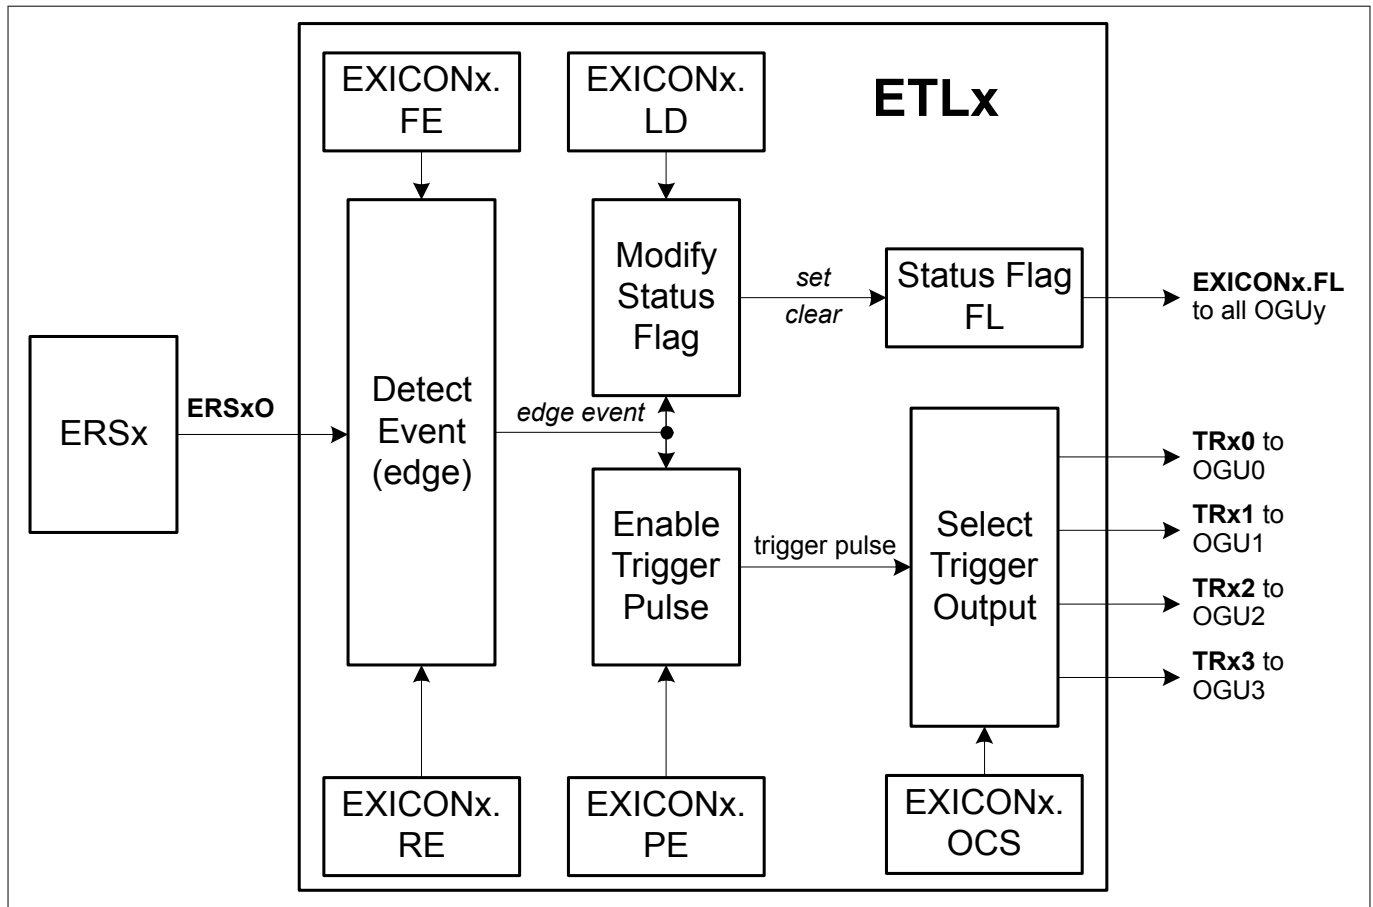 EXICONx.
FE
EXICONx.
LD
ETLx
Modify
Status
Flag
set
clear
Status Flag
FL
EXICONx.FL
to all OGUy
ERSx
ERSxO
Detect
Event
(edge)
edge event
Enable
Trigger
Pulse
trigger pulse
Select
Trigger
Output
TRx0 to
OGU0
TRx1 to
OGU1
TRx2 to
OGU2
TRx3 to
OGU3
EXICONx.
RE
EXICONx.
PE
EXICONx.
OCS